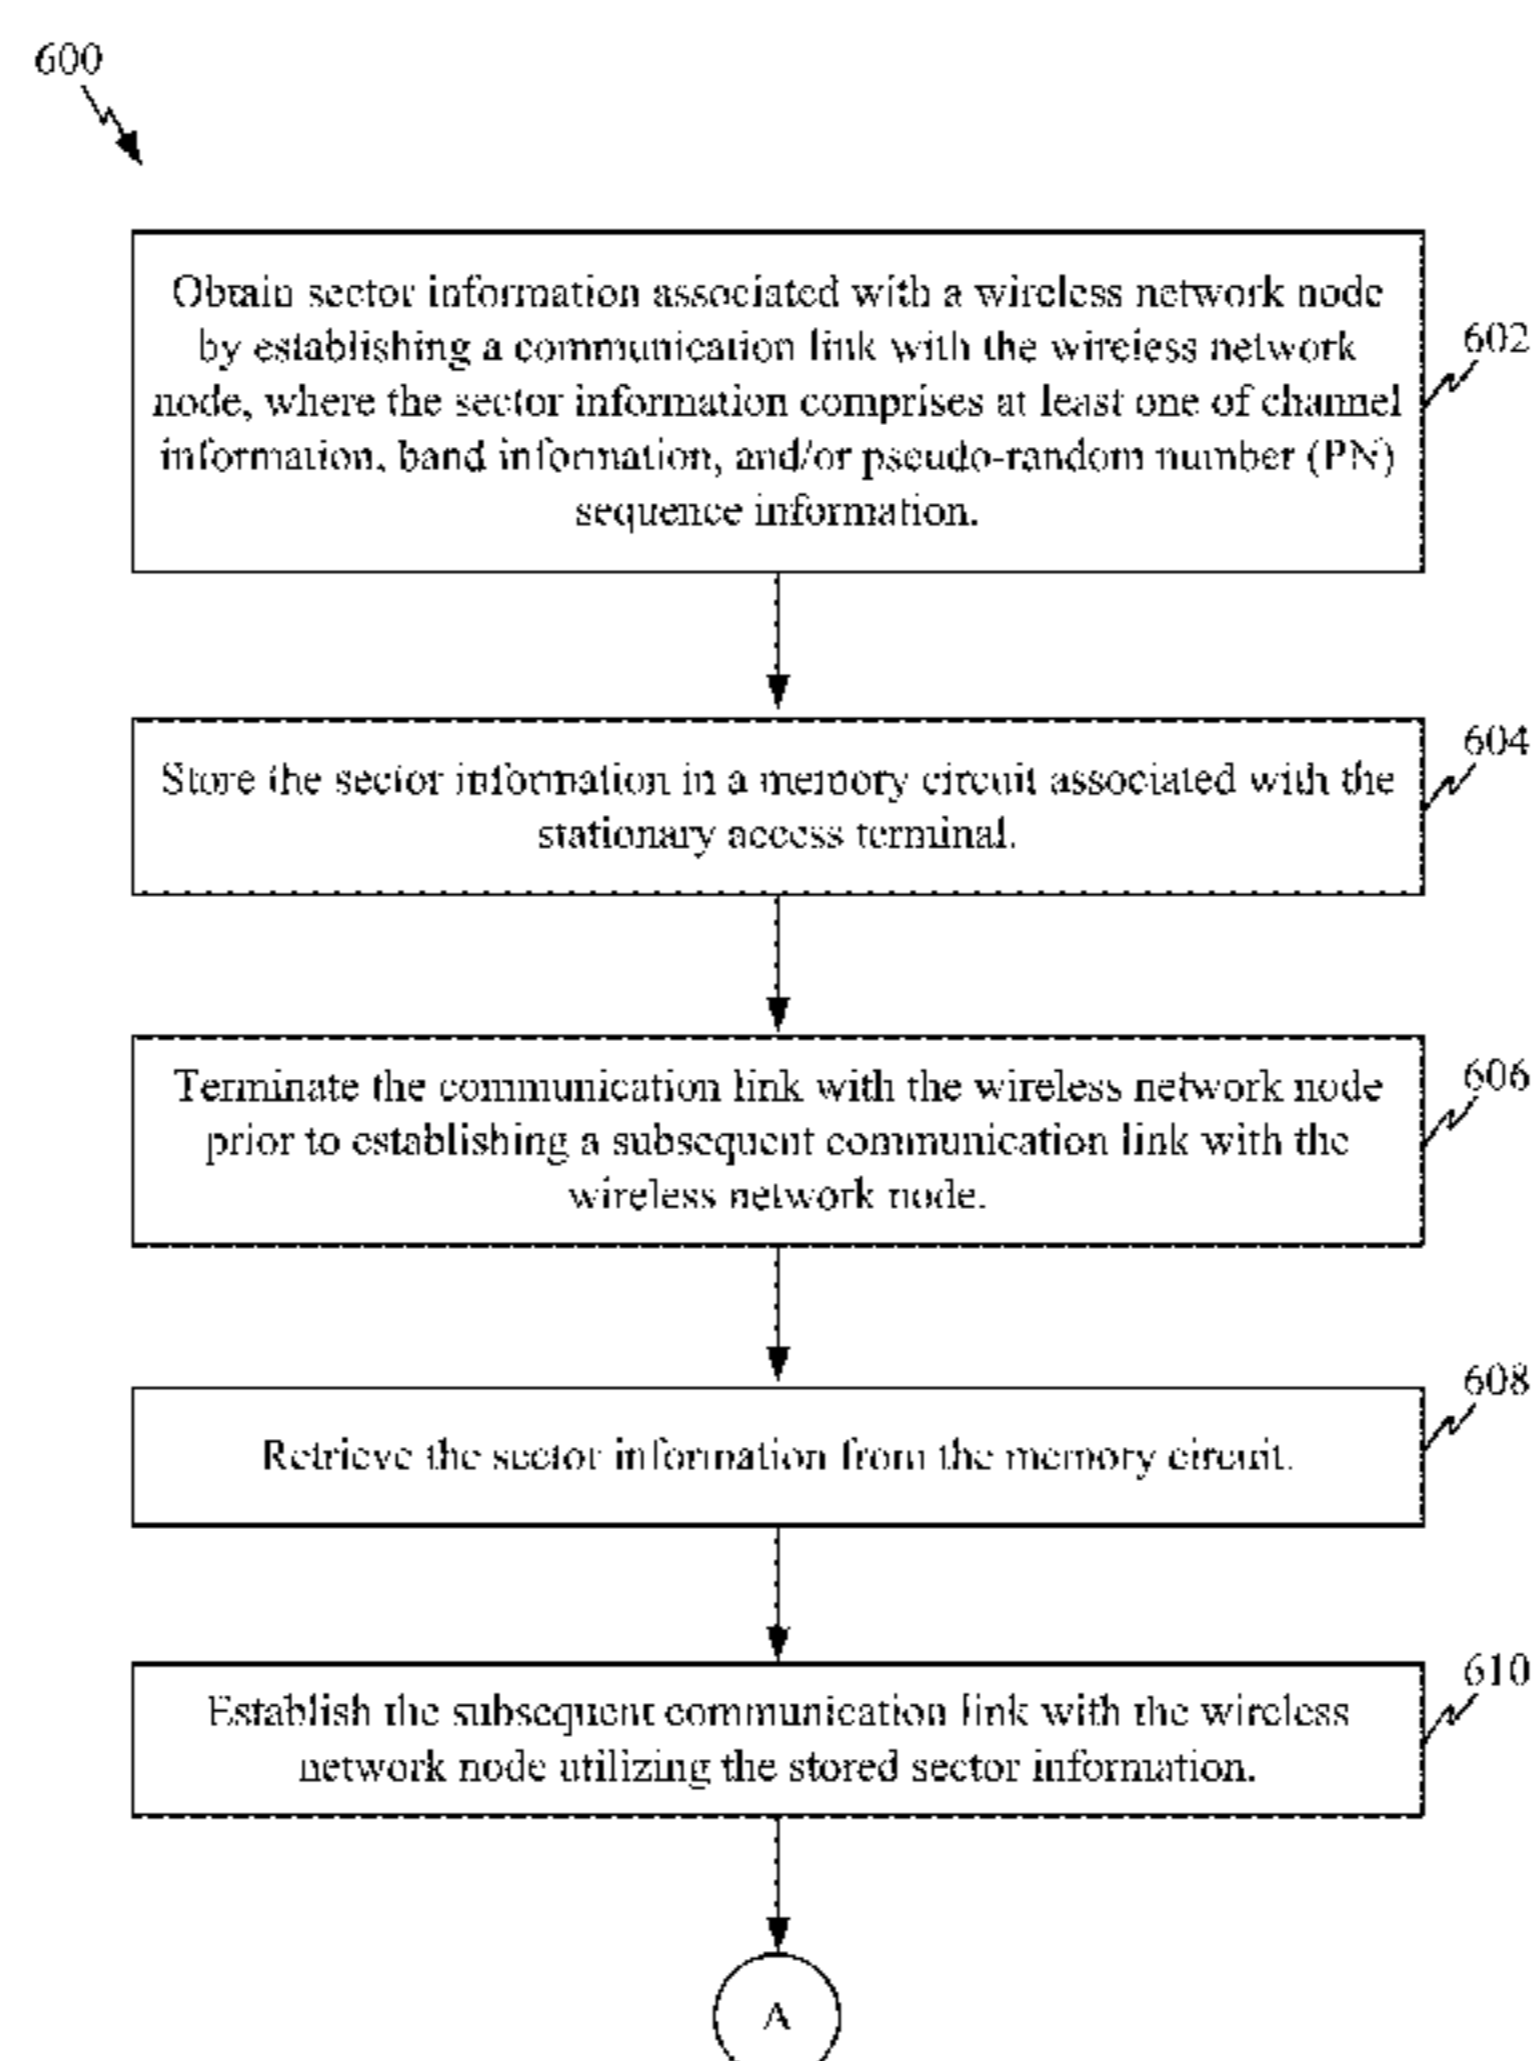 600
Obtain sector information associated with a wireless network node
by establishing a communication link with the wireless network
node, where the sector information comprises at least one of channel
information, band information, and/or pseudo-random number (PN)
sequence information.
602
Store the sector information in a memory circuit associated with the
stationary access terminal.
604
Terminate the communication link with the wireless network node
prior to establishing a subsequent communication link with the
wireless network node.
606
Retrieve the sector information from the memory circuit.
608
Establish the subsequent communication link with the wireless
network node utilizing the stored sector information.
610
A